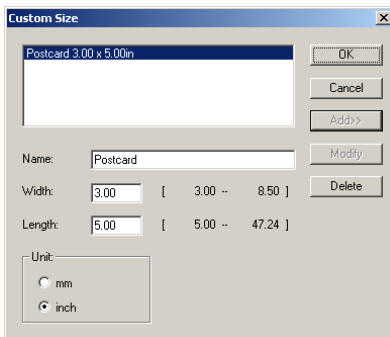 Custom Size
Postcard 3.00 x 5.00in
OK
Cancel
Add>>
Name: Postcard
Modify
Width: 3.00 [ 3.00 -- 8.50 ]
Delete
Length: 5.00 [ 5.00 -- 47.24 ]
Unit:
mm
inch